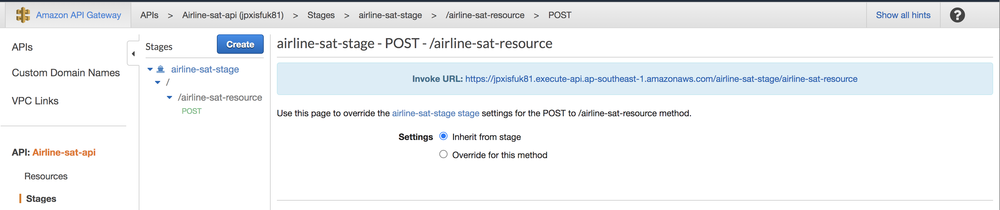 Amazon API Gateway
APIs > Airline-sat-api (jpxisfuk81) > Stages > airline-sat-stage > /airline-sat-resource > POST
Show all hints
?
APIs
Custom Domain Names
VPC Links
API: Airline-sat-api
Resources
Stages
Stages
Create
airline-sat-stage
/
/airline-sat-resource
POST
airline-sat-stage - POST - /airline-sat-resource
Invoke URL: https://jpxisfuk81.execute-api.ap-southeast-1.amazonaws.com/airline-sat-stage/airline-sat-resource
Use this page to override the airline-sat-stage stage settings for the POST to /airline-sat-resource method.
Settings
Inherit from stage
Override for this method